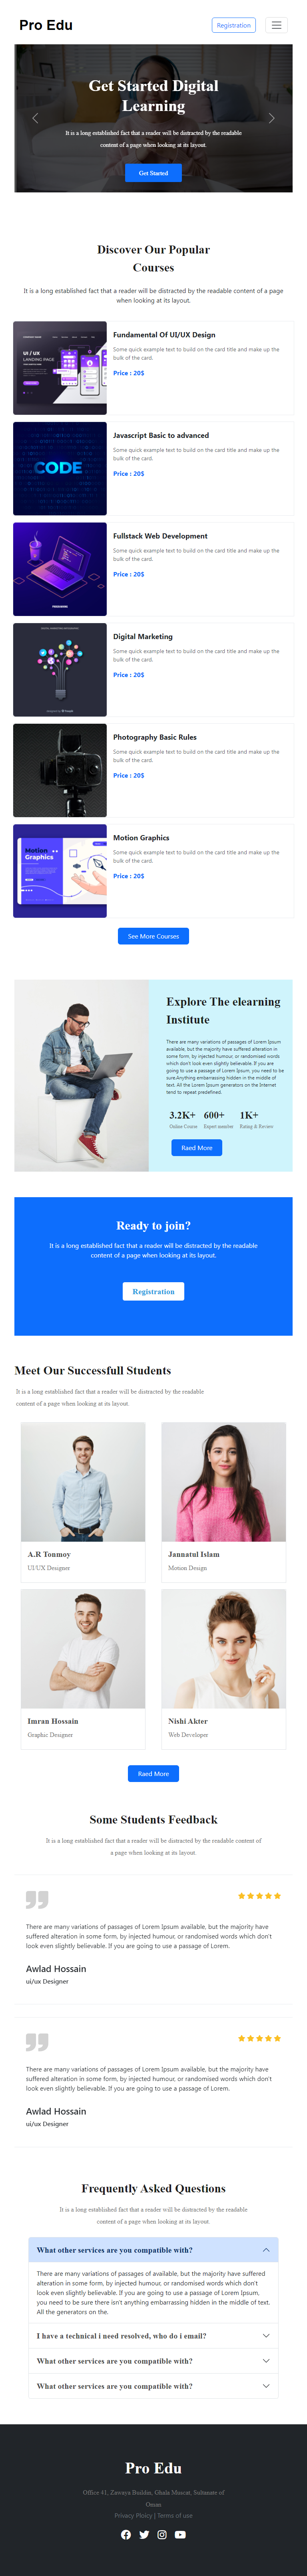 Pro Edu
Registration
Get Started Digital
Learning
It is a long established fact that a reader will be distracted by the readable
content of a page when looking at its layout.
Get Started
Discover Our Popular
Courses
It is a long established fact that a reader will be distracted by the readable content of a page
when looking at its layout.
UI / UX
LANDING PAGE
Fundamental Of UI/UX Design
Some quick example text to build on the card title and make up the
bulk of the card.
Price : 20$
CODE
Javascript Basic to advanced
Some quick example text to build on the card title and make up the
bulk of the card.
Price : 20$
Fullstack Web Development
Some quick example text to build on the card title and make up the
bulk of the card.
Price : 20$
Digital Marketing
Some quick example text to build on the card title and make up the
bulk of the card.
Price : 20$
Photography Basic Rules
Some quick example text to build on the card title and make up the
bulk of the card.
Price : 20$
Motion
Graphics
Motion Graphics
Some quick example text to build on the card title and make up the
bulk of the card.
Price : 20$
See More Courses
Explore The elearning
Institute
There are many variations of passages of Lorem Ipsum
available, but the majority have suffered alteration in
some form, by injected humour, or randomised words
which don't look even slightly believable. If you are
going to use a passage of Lorem Ipsum, you need to be
sure.Anything embarrassing hidden in the middle of
text. All the Lorem Ipsum generators on the Internet
tend to repeat predefined.
3.2K+ 600+ 1K+
Online Course Expert member Rating & Review
Raed More
Ready to join?
It is a long established fact that a reader will be distracted by the readable
content of a page when looking at its layout.
Registration
Meet Our Successfull Students
It is a long established fact that a reader will be distracted by the readable
content of a page when looking at its layout.
A.R Tonmoy
UI/UX Designer
Jannatul Islam
Motion Design
Imran Hossain
Graphic Designer
Nishi Akter
Web Developer
Raed More
Some Students Feedback
It is a long established fact that a reader will be distracted by the readable content of
a page when looking at its layout.
There are many variations of passages of Lorem Ipsum available, but the majority have
suffered alteration in some form, by injected humour, or randomised words which don't
look even slightly believable. If you are going to use a passage of Lorem.
Awlad Hossain
ui/ux Designer
There are many variations of passages of Lorem Ipsum available, but the majority have
suffered alteration in some form, by injected humour, or randomised words which don't
look even slightly believable. If you are going to use a passage of Lorem.
Awlad Hossain
ui/ux Designer
Frequently Asked Questions
It is a long established fact that a reader will be distracted by the readable
content of a page when looking at its layout.
What other services are you compatible with?
There are many variations of passages of available, but the majority have suffered
alteration in some form, by injected humour, or randomised words which don't look
even slightly believable. If you are going to use a passage of Lorem Ipsum,
you need to be sure there isn't anything embarrassing hidden in the middle of text.
All the generators on the.
I have a technical i need resolved, who do i email?
What other services are you compatible with?
What other services are you compatible with?
Pro Edu
Office 41, Zawaya Buildin, Ghala Muscat, Sultanate of
Oman
Privacy Ploicy | Terms of use